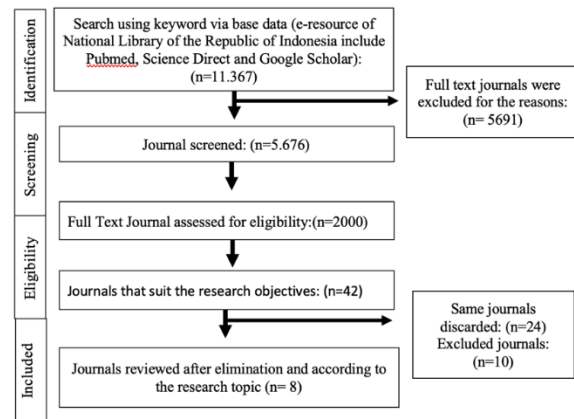 Identification
Search using keyword via base data (e-resource of
National Library of the Republic of Indonesia include
Pubmed, Science Direct and Google Scholar):
(n=11.367)
Full text journals were
excluded for the reasons:
(n= 5691)
Screening
Journal screened: (n=5.676)
Full Text Journal assessed for eligibility:(n=2000)
Eligibility
Journals that suit the research objectives: (n=42)
Same journals
discarded: (n=24)
Excluded journals:
(n=10)
Included
Journals reviewed after elimination and according to
the research topic (n= 8)